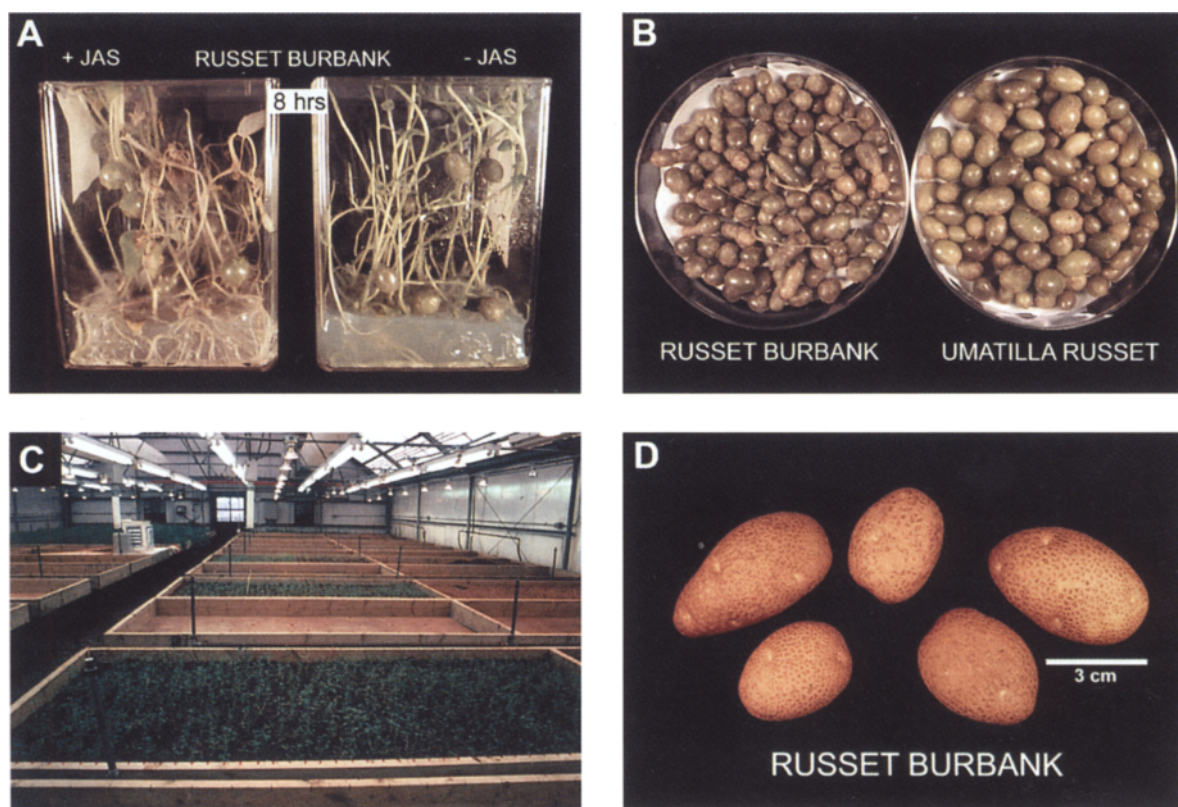 A
+ JAS RUSSET BURBANK - JAS
8 hrs
B
RUSSET BURBANK UMATILLA RUSSET
C
D
3 cm
RUSSET BURBANK